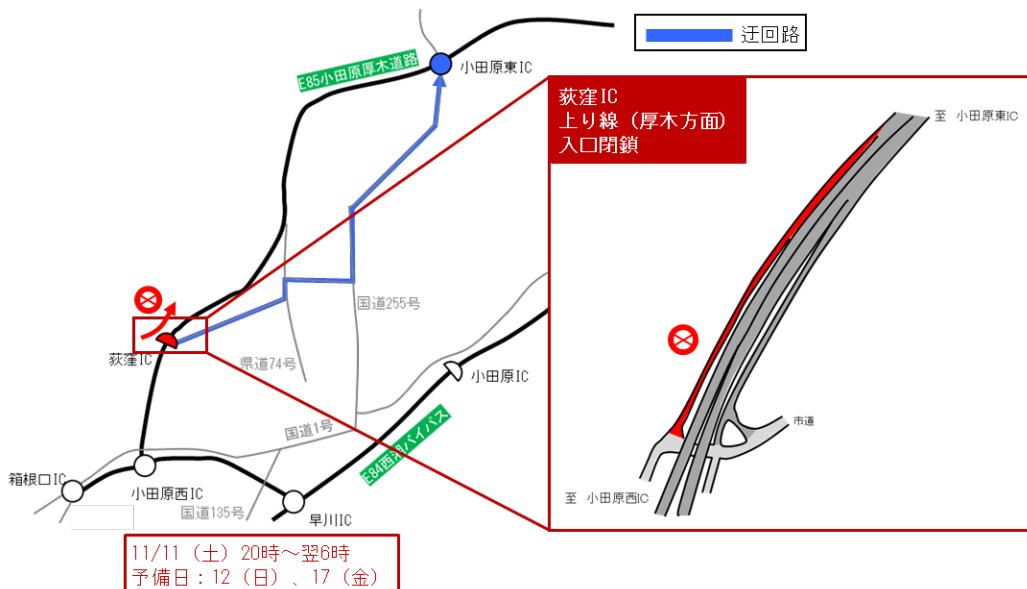 迂回路
E85小田原厚木道路
小田原東IC
荻窪IC
上り線（厚木方面）
入口閉鎖
至 小田原東IC
国道255号
荻窪IC
県道74号
小田原IC
市道
国道1号
E84西湘バイパス
箱根口IC
小田原西IC
至 小田原西IC
国道135号
早川IC
11/11（土）20時～翌6時
予備日：12（日）、17（金）